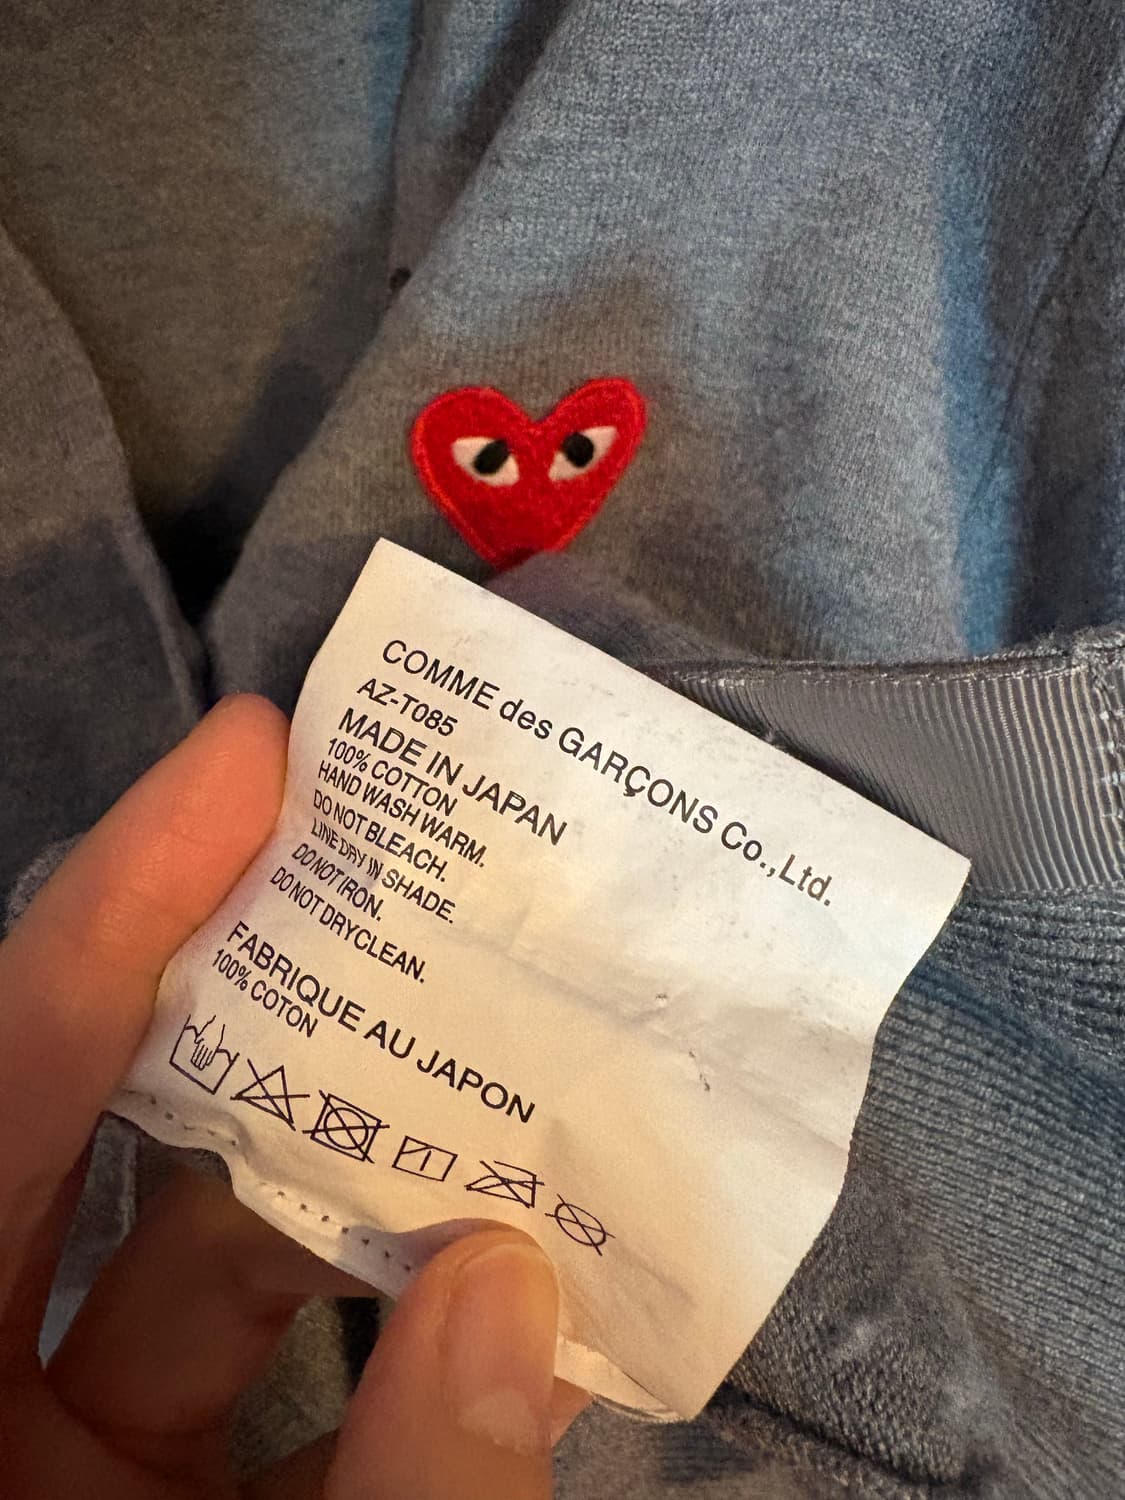 COMME des GARÇONS Co., Ltd.
AZ-T085
MADE IN JAPAN
100% COTTON
HAND WASH WARM.
DO NOT BLEACH.
LINE DRY IN SHADE.
DO NOT IRON.
DO NOT DRYCLEAN.
FABRIQUE AU JAPON
100% COTON